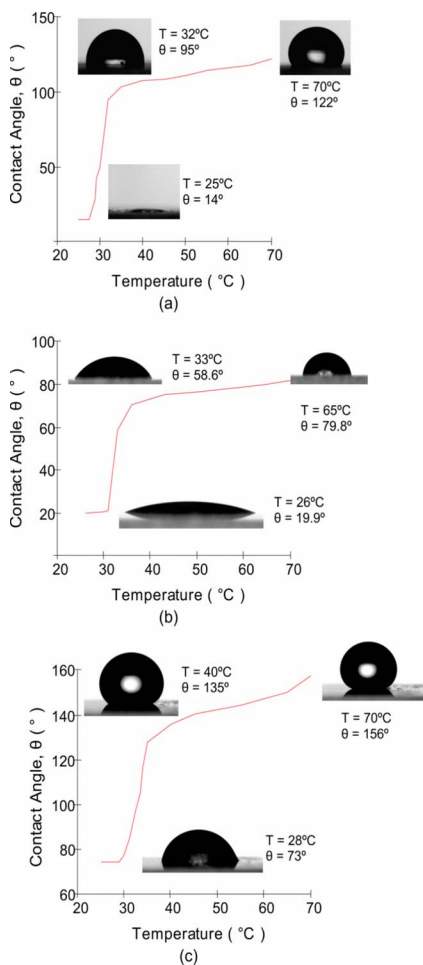 150
T = 32ºC
θ = 95º
T = 70ºC
θ = 122º
100
50
T = 25ºC
θ = 14º
Contact Angle, θ ( ° )
20 30 40 50 60 70
Temperature ( °C )
(a)
100
T = 33ºC
θ = 58.6º
80
T = 65ºC
θ = 79.8º
60
40
T = 26ºC
θ = 19.9º
20
0
Contact Angle, θ ( ° )
20 30 40 50 60 70
Temperature ( °C )
(b)
160
T = 40ºC
θ = 135º
T = 70ºC
θ = 156º
140
120
100
T = 28ºC
θ = 73º
80
60
Contact Angle, θ ( ° )
20 30 40 50 60 70
Temperature ( °C )
(c)